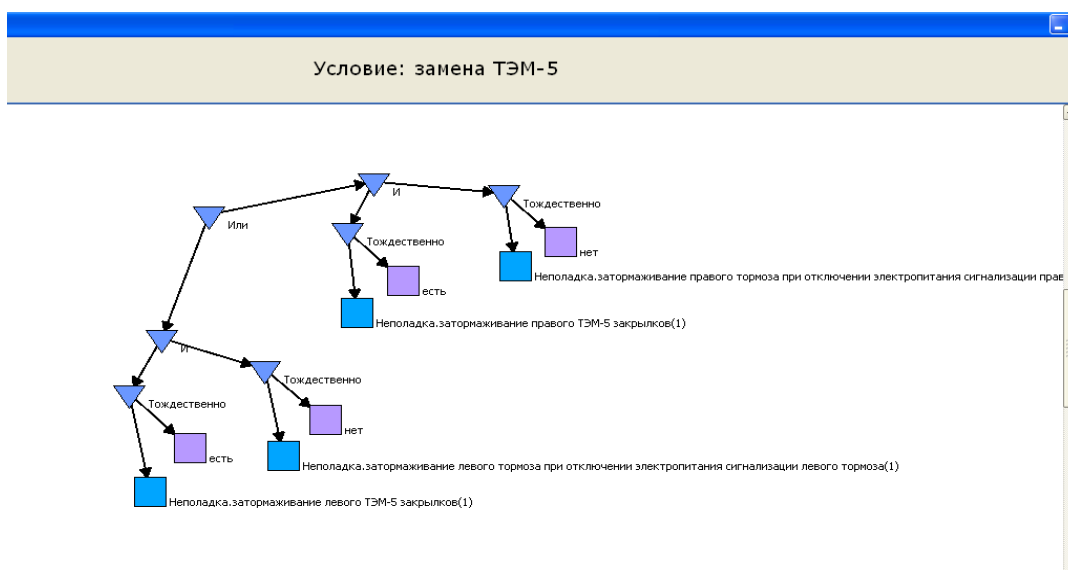 Условие: замена ТЭМ-5
И
Тождественно
Или
Тождественно
нет
Неполадка.затормаживание правого тормоза при отключении электропитания сигнализации прав
есть
Неполадка.затормаживание правого ТЭМ-5 закрылков(1)
И
Тождественно
Тождественно
нет
есть
Неполадка.затормаживание левого тормоза при отключении электропитания сигнализации левого тормоза(1)
Неполадка.затормаживание левого ТЭМ-5 закрылков(1)